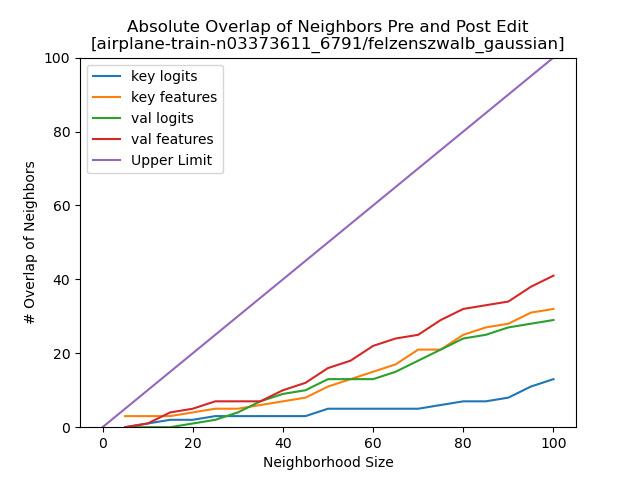 Absolute Overlap of Neighbors Pre and Post Edit
[airplane-train-n03373611_6791/felzenszwalb_gaussian]
key logits
key features
val logits
val features
Upper Limit
# Overlap of Neighbors
100
80
60
40
20
0
0 20 40 60 80 100
Neighborhood Size